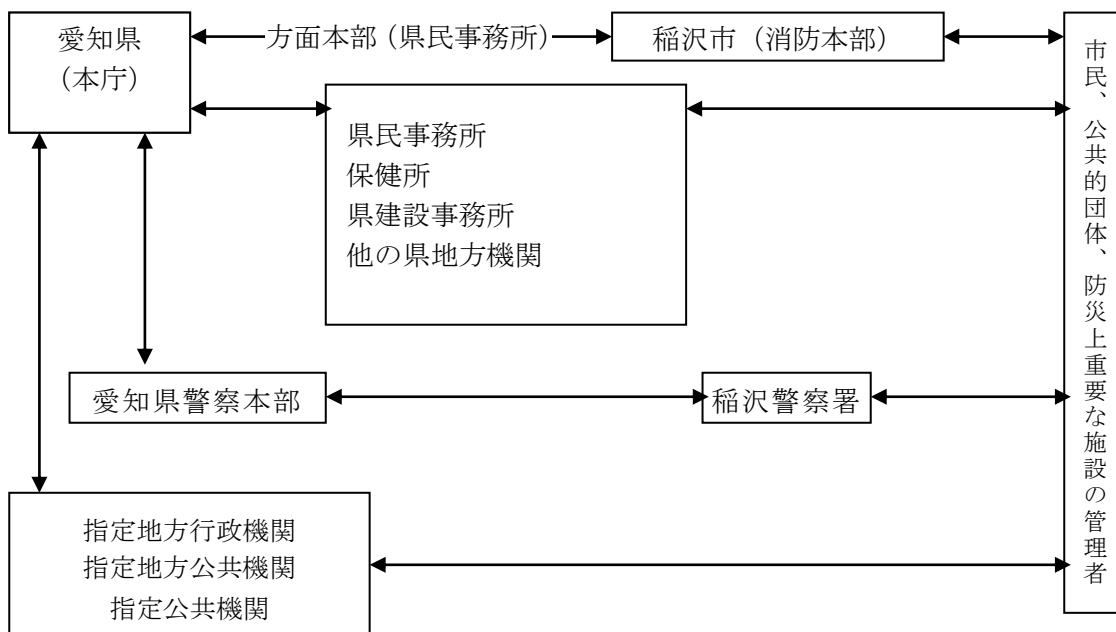 愛知県
(本庁)
方面本部(県民事務所)
稲沢市(消防本部)
県民事務所
保健所
県建設事務所
他の県地方機関
愛知県警察本部
稲沢警察署
指定地方行政機関
指定地方公共機関
指定公共機関
市民、公共的団体、防災上重要な施設の管理者